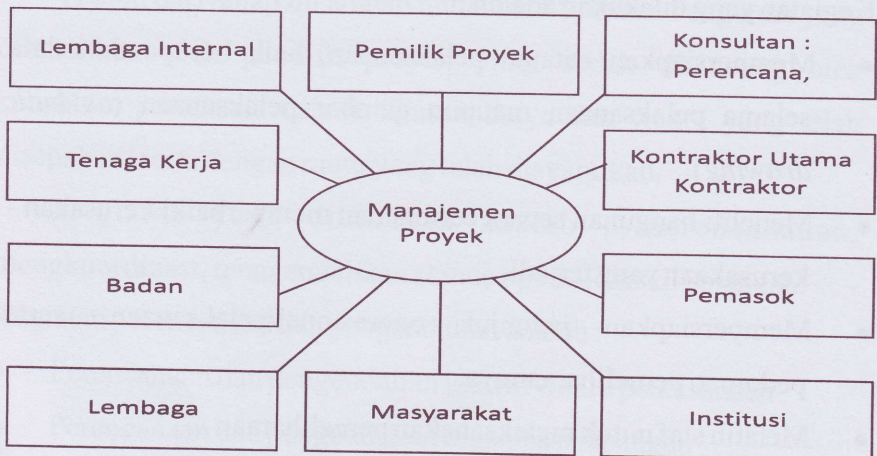 Lembaga Internal
Pemilik Proyek
Konsultan :
Perencana,
Tenaga Kerja
Manajemen
Proyek
Kontraktor Utama
Kontraktor
Badan
Pemasok
Lembaga
Masyarakat
Institusi